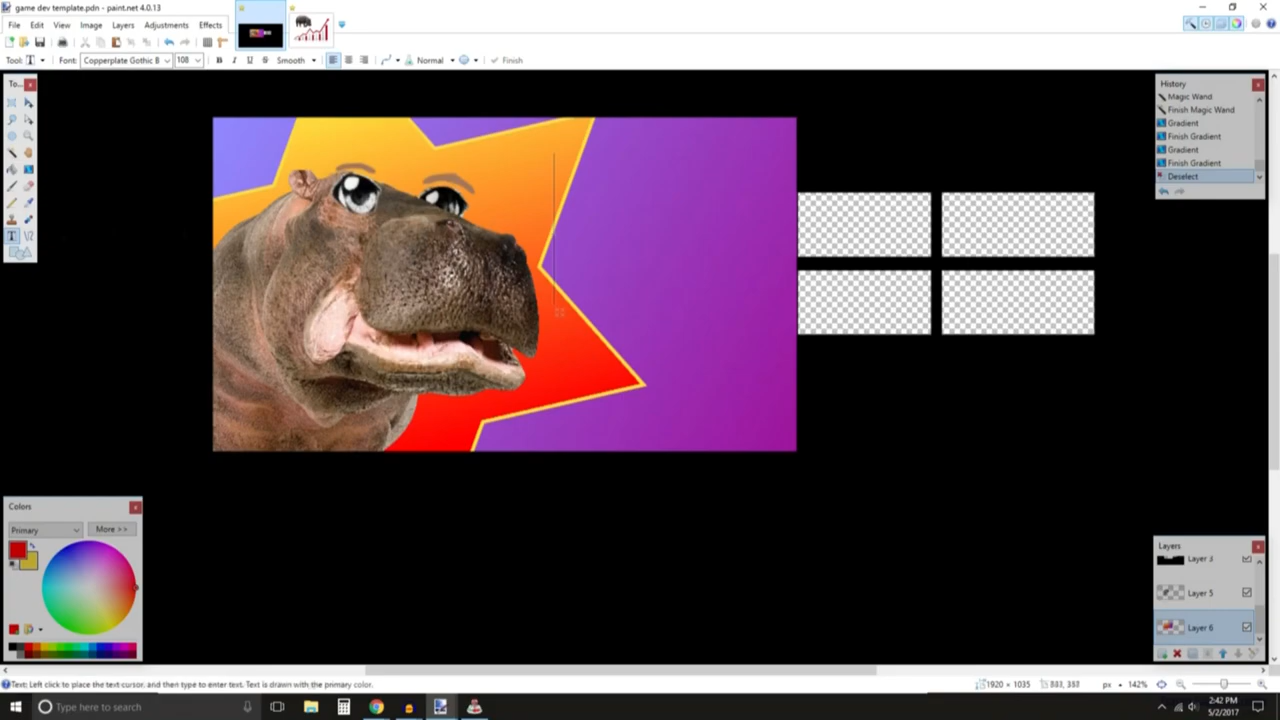 game dev template.pdn - paint.net 4.0.13
File Edit View Image Layers Adjustments Effects
Tool: T Font: Copperplate Gothic B 108 B I U S Smooth Normal Finish
To...
History
Magic Wand
Finish Magic Wand
Gradient
Finish Gradient
Gradient
Finish Gradient
Deselect
Colors
Primary More >>
Layers
Layer 3
Layer 5
Layer 6
Text: Left click to place the text cursor, and then type to enter text. Text is drawn with the primary color.
1920 × 1035 px 142%
Type here to search
2:42 PM
5/2/2017